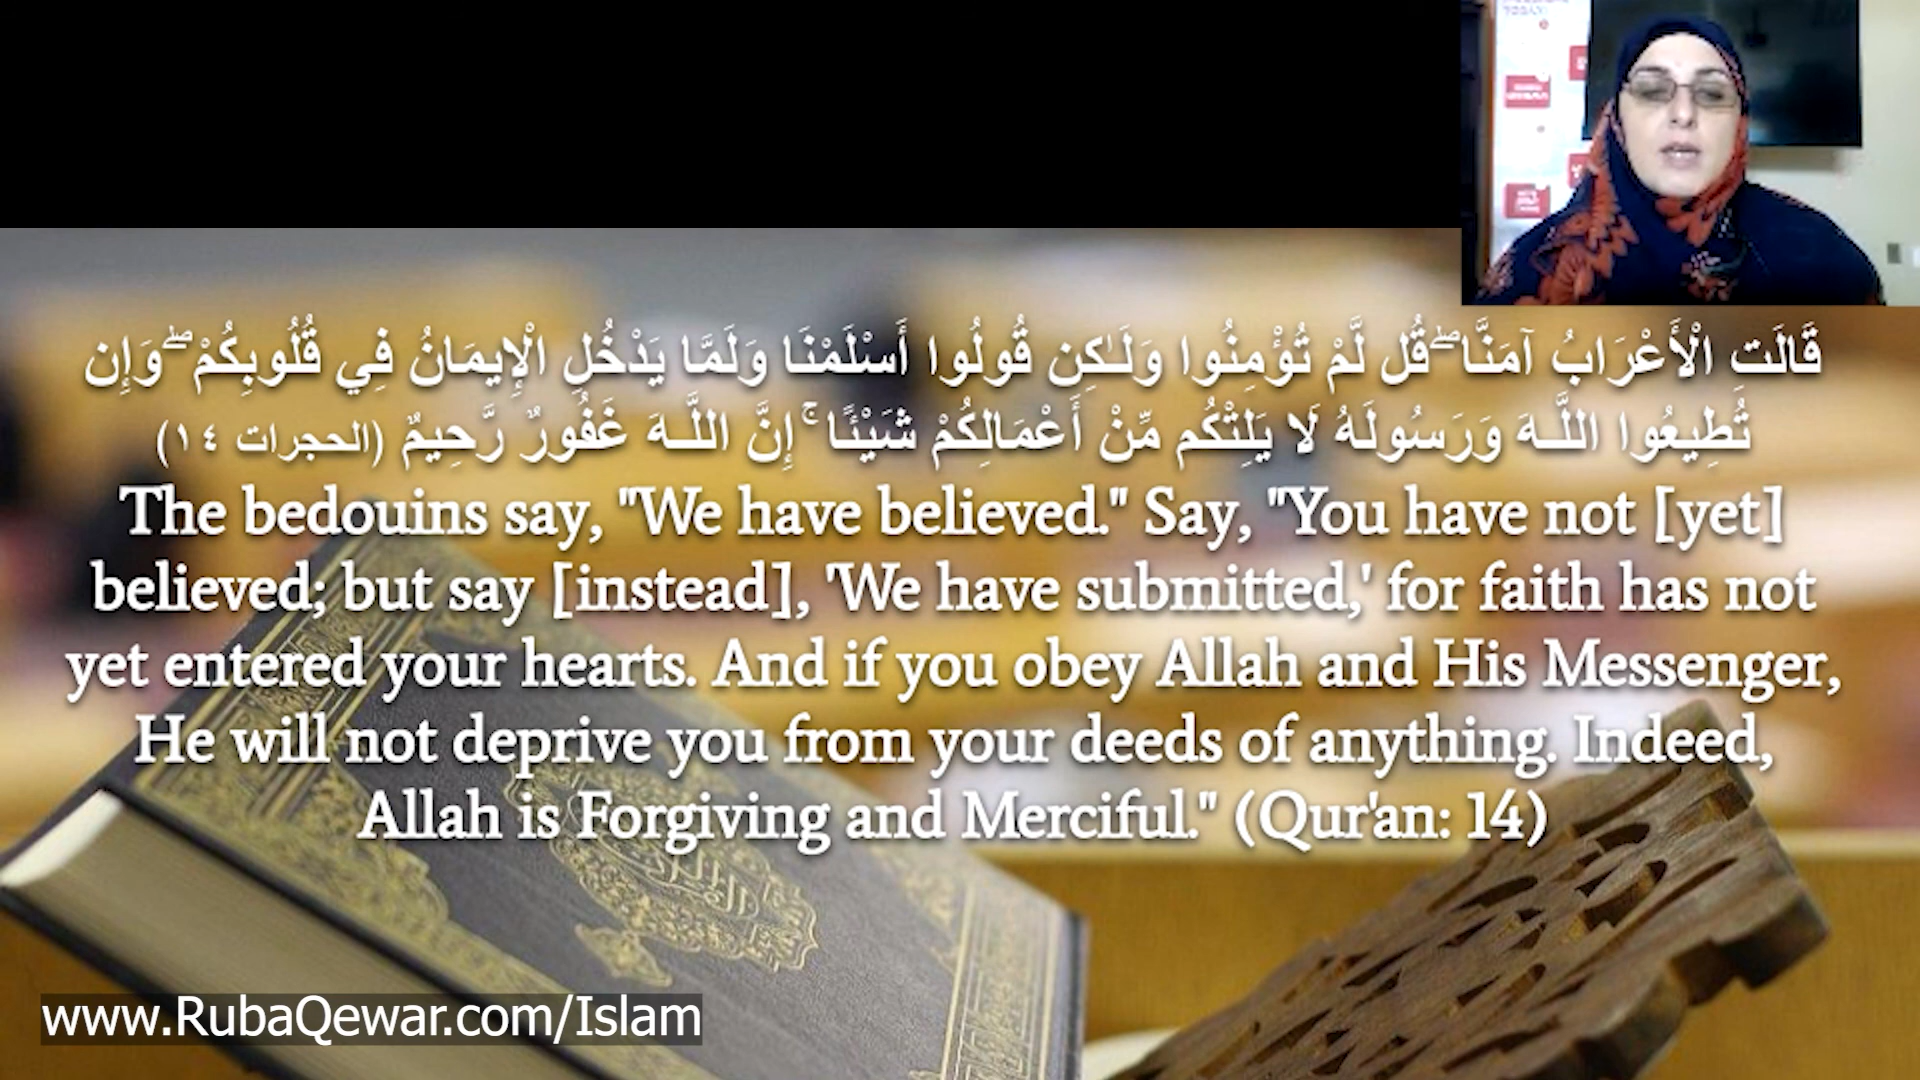 قَالَتِ الْأَعْرَابُ آمَنَّا ۖ قُل لَّمْ تُؤْمِنُوا وَلَـٰكِن قُولُوا أَسْلَمْنَا وَلَمَّا يَدْخُلِ الْإِيمَانُ فِي قُلُوبِكُمْ ۖ وَإِن
تُطِيعُوا اللَّـهَ وَرَسُولَهُ لَا يَلِتْكُم مِّنْ أَعْمَالِكُمْ شَيْئًا ۚ إِنَّ اللَّـهَ غَفُورٌ رَّحِيمٌ (الحجرات ١٤)
The bedouins say, "We have believed." Say, "You have not [yet]
believed; but say [instead], 'We have submitted,' for faith has not
yet entered your hearts. And if you obey Allah and His Messenger,
He will not deprive you from your deeds of anything. Indeed,
Allah is Forgiving and Merciful." (Qur'an: 14)
www.RubaQewar.com/Islam